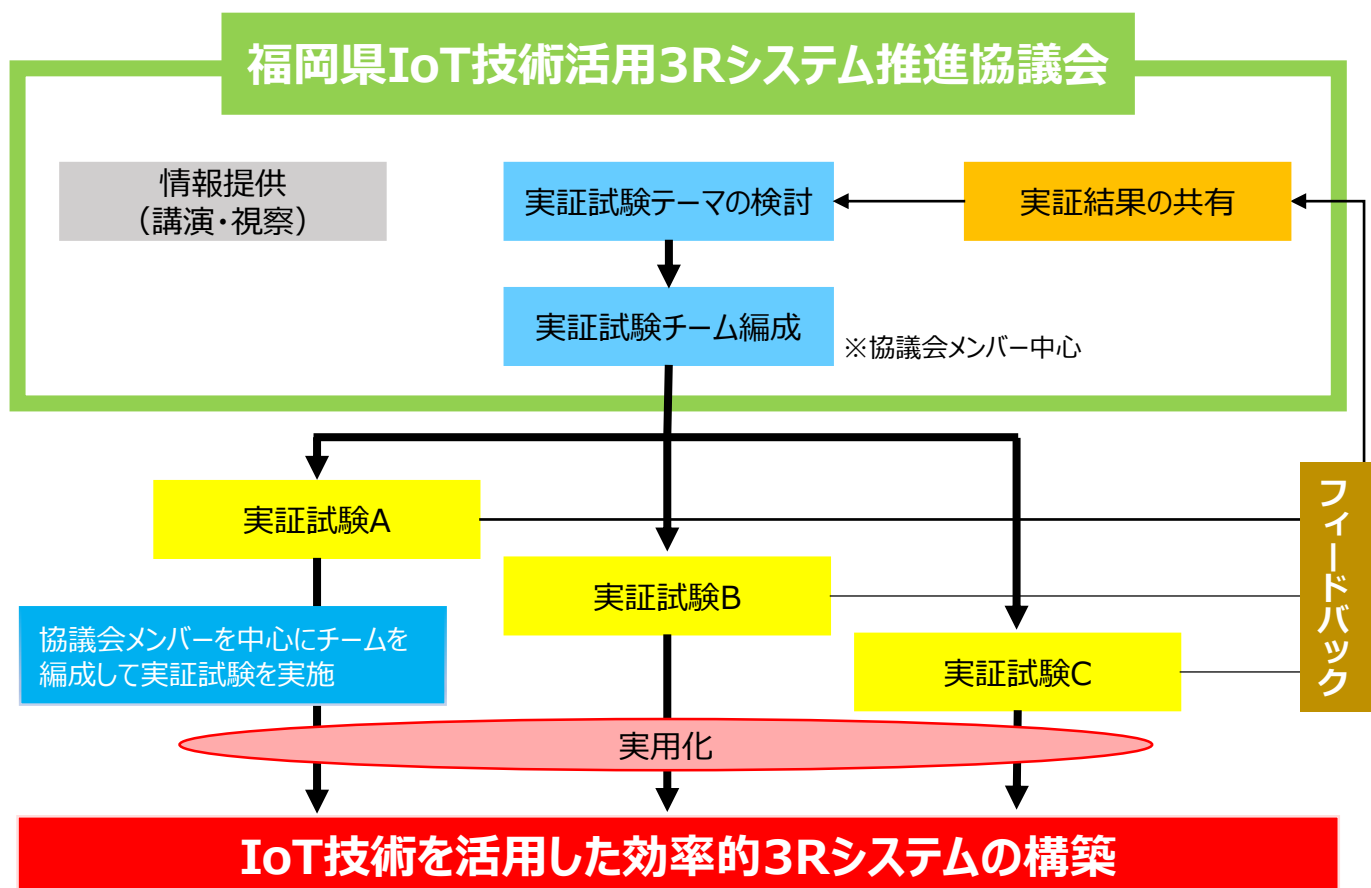 福岡県IoT技術活用3Rシステム推進協議会
情報提供
（講演・視察）
実証試験テーマの検討
実証結果の共有
実証試験チーム編成
※協議会メンバー中心
実証試験A
実証試験B
実証試験C
フィードバック
協議会メンバーを中心にチームを
編成して実証試験を実施
実用化
IoT技術を活用した効率的3Rシステムの構築